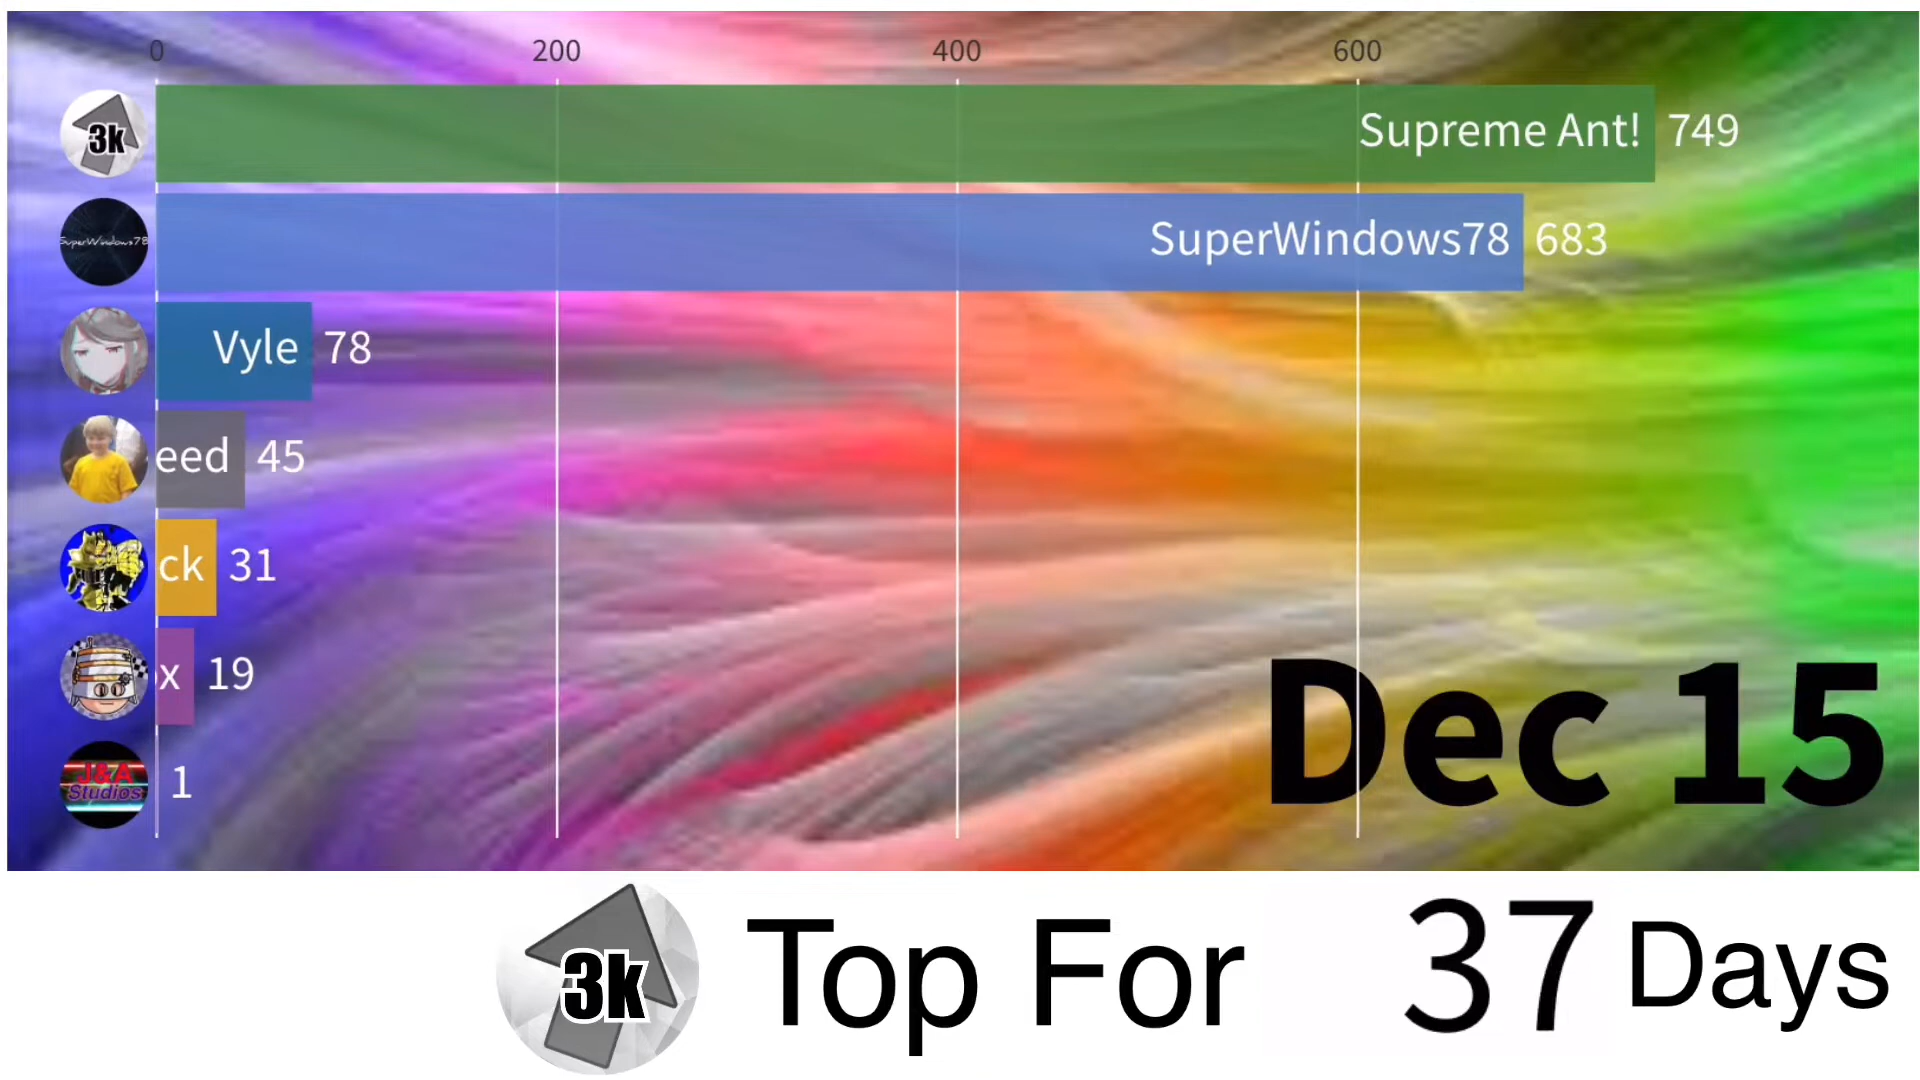 0 200 400 600
3k Supreme Ant! 749
SuperWindows78 SuperWindows78 683
Vyle 78
eed 45
ck 31
x 19
J&A
Studios 1
Dec 15
3k Top For 37 Days